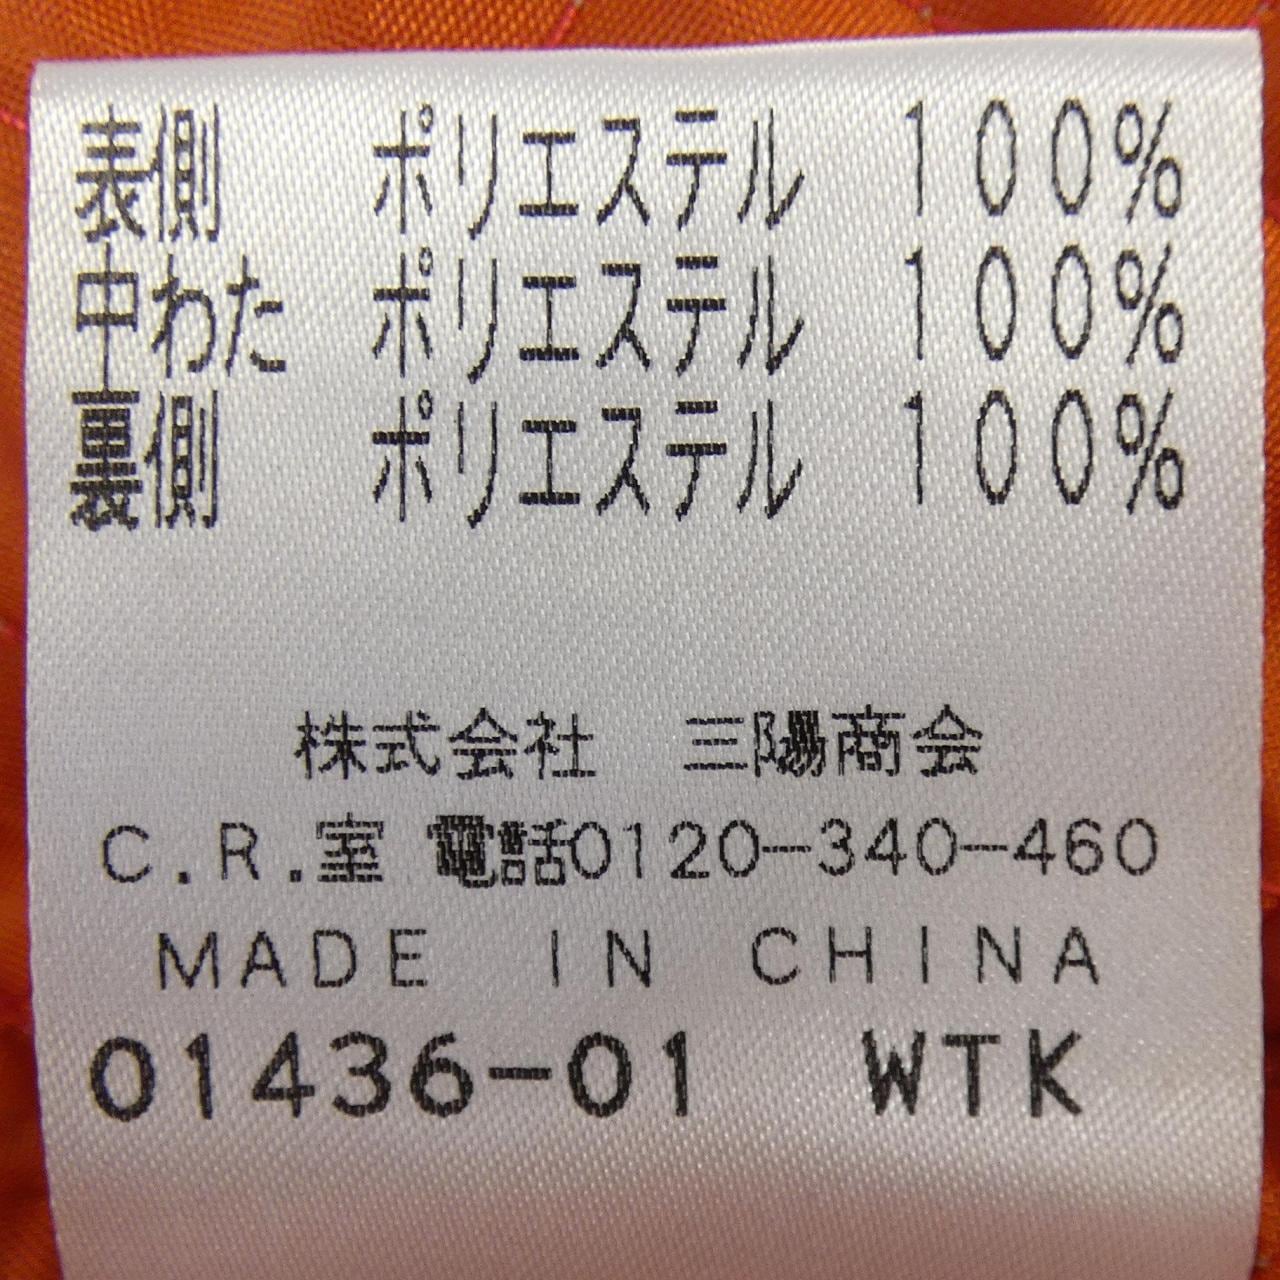 表側 ポリエステル 100%
中わた ポリエステル 100%
裏側 ポリエステル 100%
株式会社 三陽商会
C.R.室 電話0120-340-460
MADE IN CHINA
01436-01 WTK